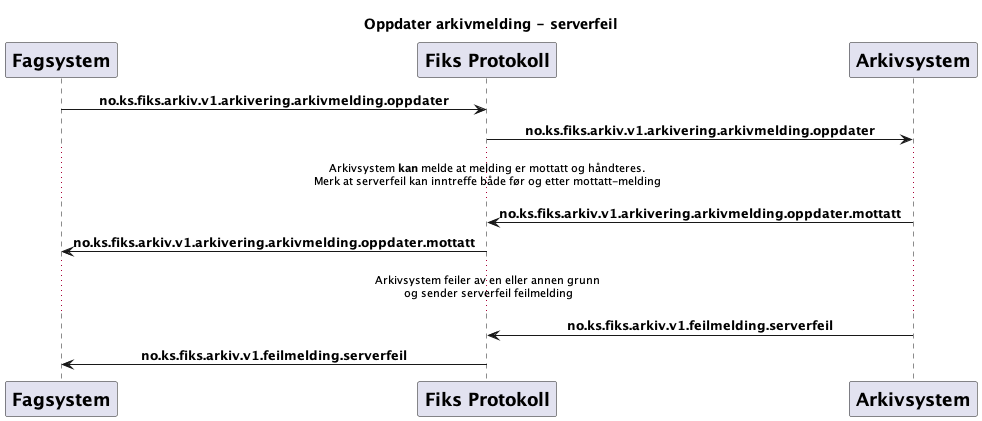 Oppdater arkivmelding - serverfeil
Fagsystem
Fiks Protokoll
Arkivsystem
no.ks.fiks.arkiv.v1.arkivering.arkivmelding.oppdater
no.ks.fiks.arkiv.v1.arkivering.arkivmelding.oppdater
Arkivsystem kan melde at melding er mottatt og håndteres.
Merk at serverfeil kan inntreffe både før og etter mottatt-melding
no.ks.fiks.arkiv.v1.arkivering.arkivmelding.oppdater.mottatt
no.ks.fiks.arkiv.v1.arkivering.arkivmelding.oppdater.mottatt
Arkivsystem feiler av en eller annen grunn
og sender serverfeil feilmelding
no.ks.fiks.arkiv.v1.feilmelding.serverfeil
no.ks.fiks.arkiv.v1.feilmelding.serverfeil
Fagsystem
Fiks Protokoll
Arkivsystem